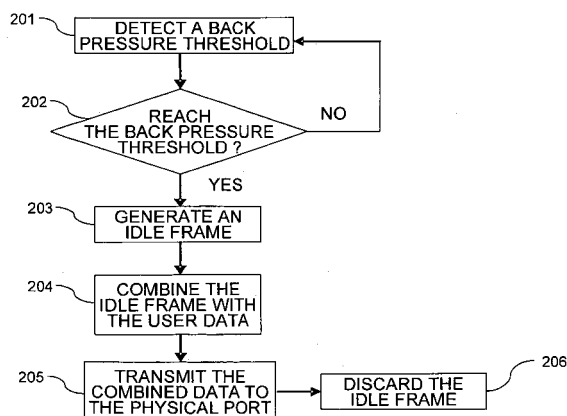 201
DETECT A BACK
PRESSURE THRESHOLD
202
REACH
THE BACK PRESSURE
THRESHOLD ?
NO
YES
203
GENERATE AN
IDLE FRAME
204
COMBINE THE
IDLE FRAME WITH
THE USER DATA
205
TRANSMIT THE
COMBINED DATA TO
THE PHYSICAL PORT
206
DISCARD THE
IDLE FRAME